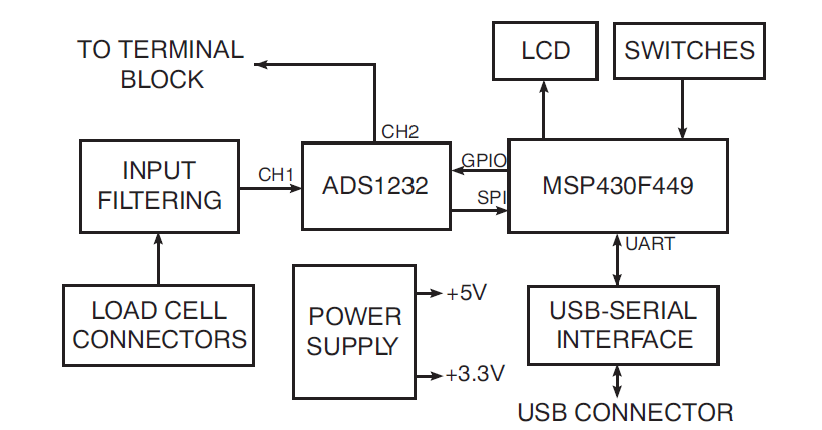 TO TERMINAL
BLOCK
LCD
SWITCHES
CH2
INPUT
FILTERING
CH1
ADS1232
GPIO
SPI
MSP430F449
UART
LOAD CELL
CONNECTORS
POWER
SUPPLY
+5V
+3.3V
USB-SERIAL
INTERFACE
USB CONNECTOR